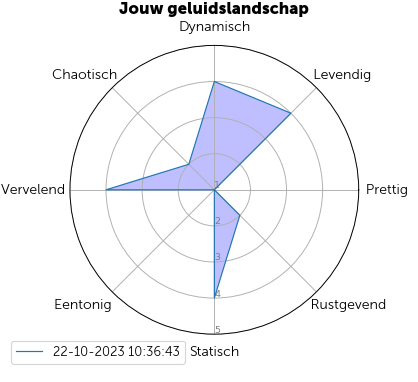 Jouw geluidslandschap
Dynamisch
Chaotisch
Levendig
Vervelend
1
Prettig
2
3
4
Eentonig
Rustgevend
5
22-10-2023 10:36:43
Statisch